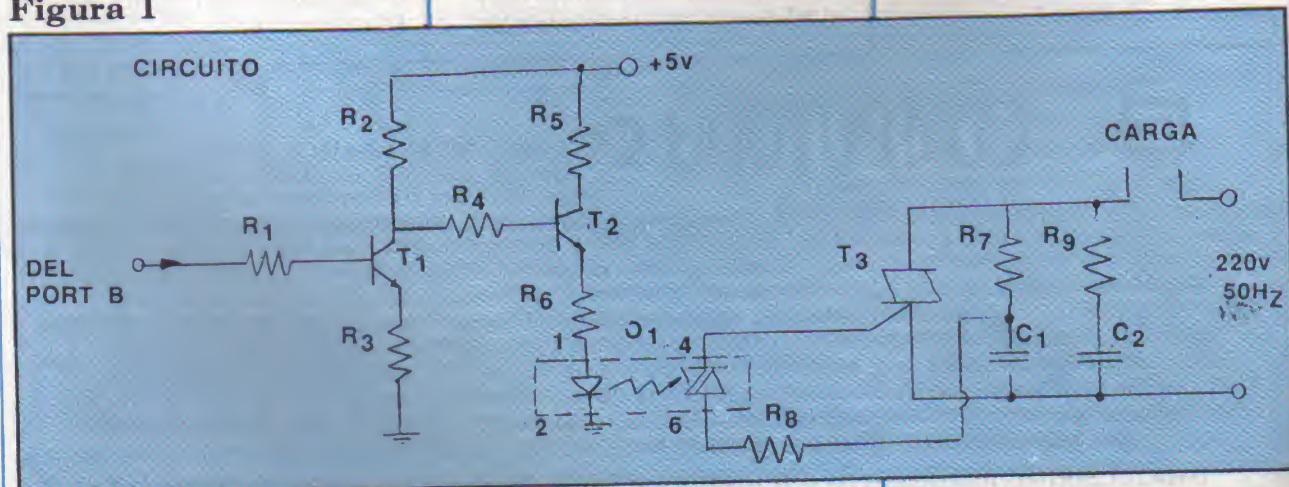 Figura 1
CIRCUITO
+5v
R2
R5
CARGA
R1
R4
T2
T1
R7
R9
T3
DEL
PORT B
220v
50Hz
R6
R3
1
O1
4
C1
C2
2
6
R8